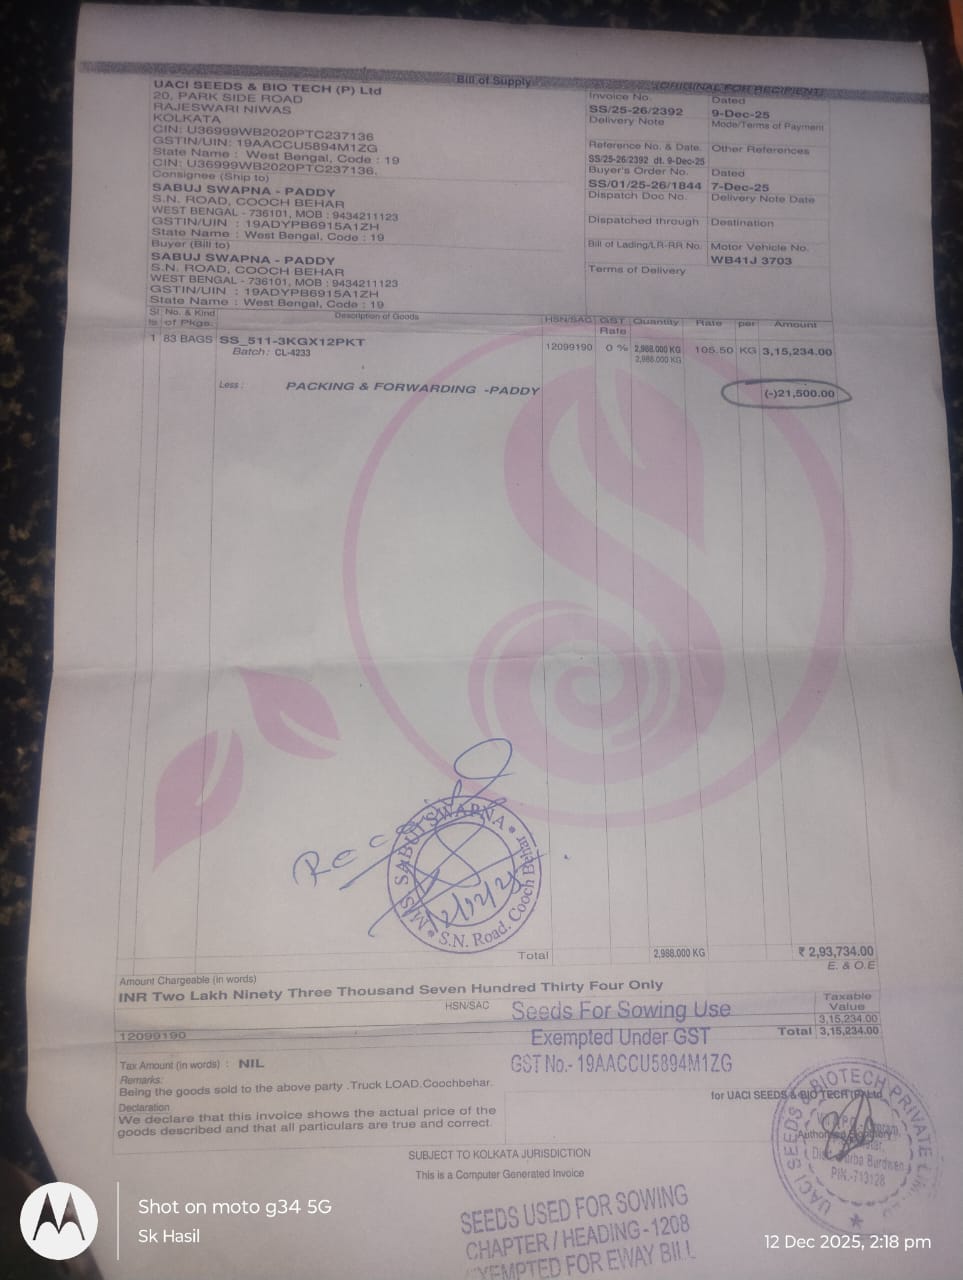 Bill of Supply
(ORIGINAL FOR RECIPIENT)
UACI SEEDS & BIO TECH (P) Ltd
20, PARK SIDE ROAD
RAJESWARI NIWAS
KOLKATA
CIN: U36999WB2020PTC237136
GSTIN/UIN: 19AACCU5894M1ZG
State Name : West Bengal, Code : 19
CIN: U36999WB2020PTC237136.
Consignee (Ship to)
SABUJ SWAPNA - PADDY
S.N. ROAD, COOCH BEHAR
WEST BENGAL - 736101, MOB : 9434211123
GSTIN/UIN : 19ADYPB6915A1ZH
State Name : West Bengal, Code : 19
Buyer (Bill to)
SABUJ SWAPNA - PADDY
S.N. ROAD, COOCH BEHAR
WEST BENGAL - 736101, MOB : 9434211123
GSTIN/UIN : 19ADYPB6915A1ZH
State Name : West Bengal, Code : 19
Invoice No. Dated
SS/25-26/2392 9-Dec-25
Delivery Note Mode/Terms of Payment
Reference No. & Date. Other References
SS/25-26/2392 dt. 9-Dec-25
Buyer's Order No. Dated
SS/01/25-26/1844 7-Dec-25
Dispatch Doc No. Delivery Note Date
Dispatched through Destination
Bill of Lading/LR-RR No. Motor Vehicle No.
WB41J 3703
Terms of Delivery
Sl No. & Kind Description of Goods HSN/SAC GST Quantity Rate per Amount
of Pkgs. Rate
1 83 BAGS SS_511-3KGX12PKT 12099190 0 % 2,988.000 KG 105.50 KG 3,15,234.00
Batch : CL-4233 2,988.000 KG
Less : PACKING & FORWARDING -PADDY (-)21,500.00
M/S SABUJ SWAPNA
S.N. Road. Cooch Behar
Total 2,988.000 KG ₹ 2,93,734.00
E. & O.E
Amount Chargeable (in words)
INR Two Lakh Ninety Three Thousand Seven Hundred Thirty Four Only
HSN/SAC Taxable
Value
3,15,234.00
12099190
Total 3,15,234.00
Seeds For Sowing Use
Exempted Under GST
GST No.- 19AACCU5894M1ZG
Tax Amount (in words) : NIL
Remarks:
Being the goods sold to the above party .Truck LOAD.Coochbehar.
Declaration
We declare that this invoice shows the actual price of the
goods described and that all particulars are true and correct.
for UACI SEEDS & BIO TECH (P) Ltd
UACI SEEDS & BIOTECH PRIVATE
Burdwan
PIN.-713128
SUBJECT TO KOLKATA JURISDICTION
This is a Computer Generated Invoice
SEEDS USED FOR SOWING
CHAPTER / HEADING - 1208
EXEMPTED FOR EWAY BILL
Shot on moto g34 5G
Sk Hasil
12 Dec 2025, 2:18 pm